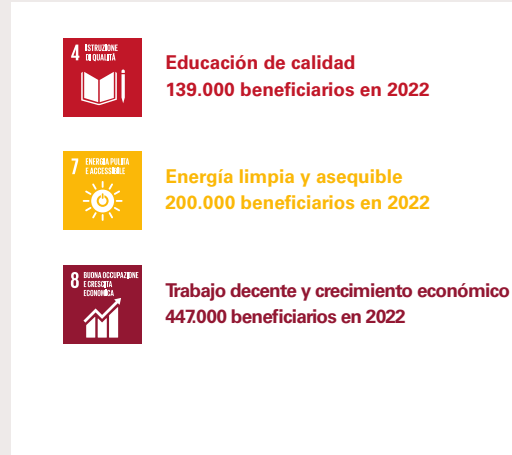 4 ISTRUZIONE
DI QUALITÀ
Educación de calidad
139.000 beneficiarios en 2022
7 ENERGIA PULITA
E ACCESSIBILE
Energía limpia y asequible
200.000 beneficiarios en 2022
8 BUONA OCCUPAZIONE
E CRESCITA
ECONOMICA
Trabajo decente y crecimiento económico
447.000 beneficiarios en 2022